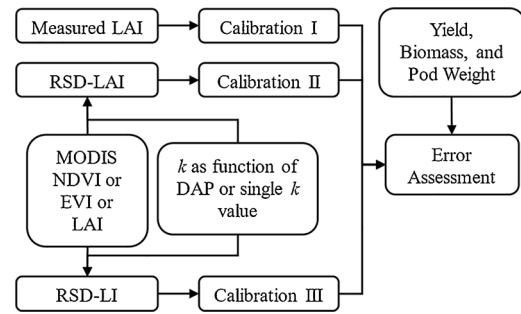 Measured LAI
Calibration I
Yield,
Biomass, and
Pod Weight
RSD-LAI
Calibration II
MODIS
NDVI or
EVI or
LAI
k as function of
DAP or single k
value
Error
Assessment
RSD-LI
Calibration III